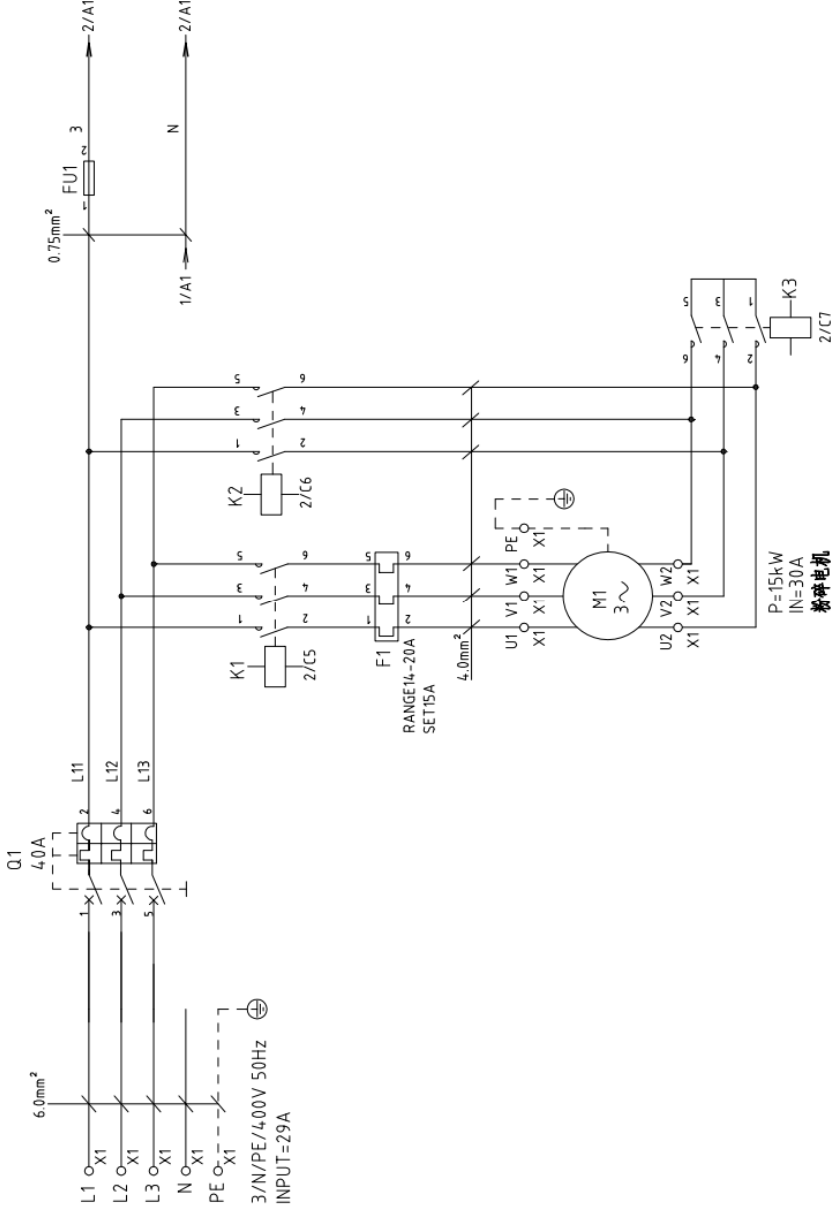 2/A1
2/A1
3
N
2
FU1
1
0.75mm²
1/A1
5
3
1
K3
6
4
2
2/C7
5
6
3
4
1
2
K2
2/C6
5
6
5
6
W1
X1
PE
X1
W2
X1
3
4
3
4
V1
X1
M1
3~
V2
X1
1
2
1
2
U1
X1
U2
X1
K1
2/C5
F1
RANGE14-20A
SET15A
4.0mm²
P=15kW
IN=30A
粉碎电机
L11
L12
L13
2
4
6
Q1
40A
1
3
5
6.0mm²
L1
X1
L2
X1
L3
X1
N
X1
PE
X1
3/N/PE/400V 50Hz
INPUT=29A